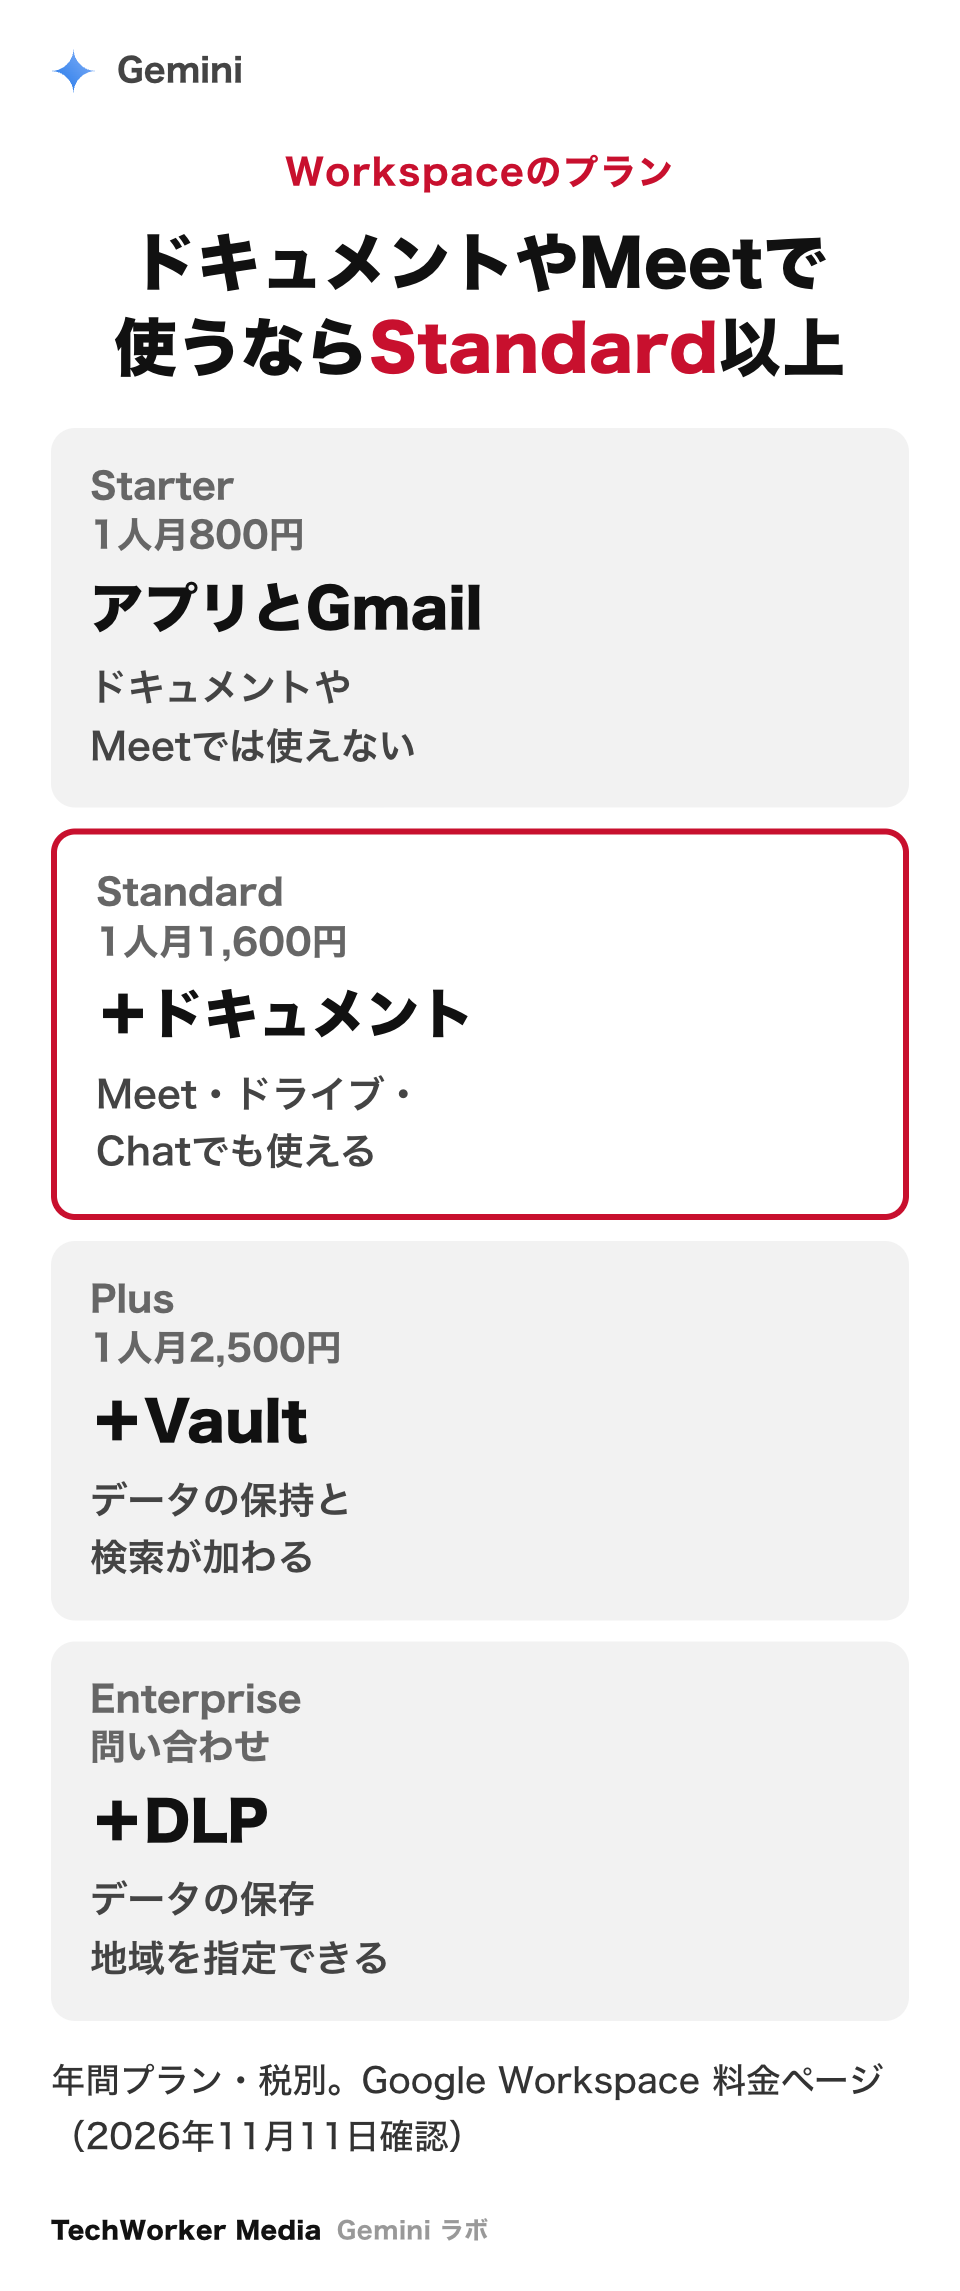 Gemini
Workspaceのプラン
ドキュメントやMeetで
使うならStandard以上
Starter
1人月800円
アプリとGmail
ドキュメントや
Meetでは使えない
Standard
1人月1,600円
＋ドキュメント
Meet・ドライブ・
Chatでも使える
Plus
1人月2,500円
＋Vault
データの保持と
検索が加わる
Enterprise
問い合わせ
＋DLP
データの保存
地域を指定できる
年間プラン・税別。Google Workspace 料金ページ
（2026年11月11日確認）
TechWorker Media Gemini ラボ